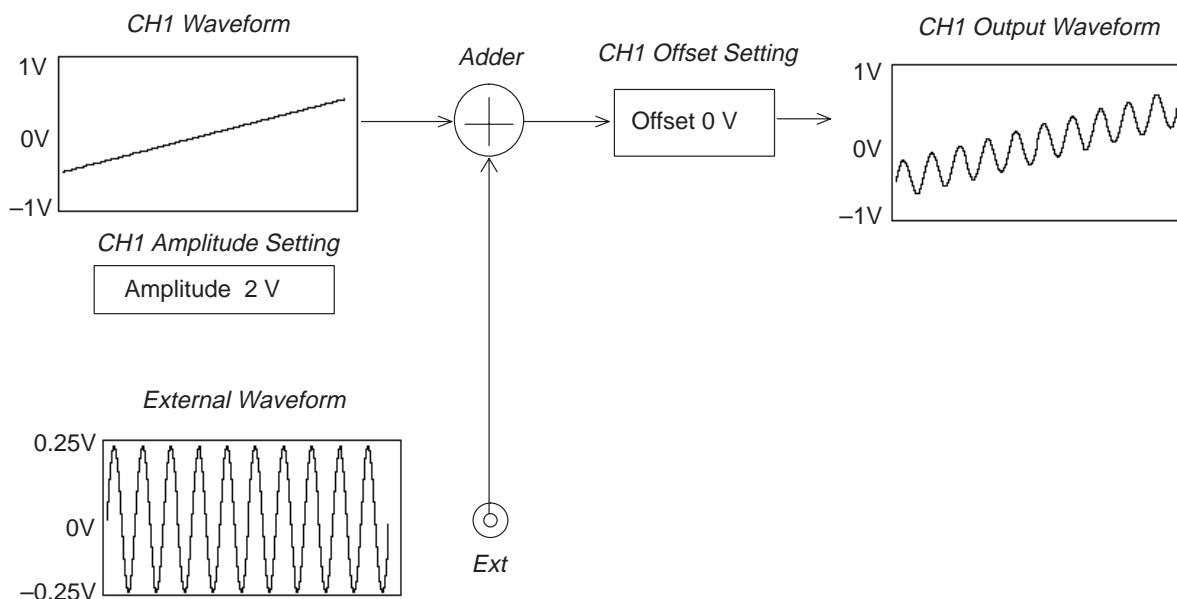 CH1 Waveform
1V
0V
–1V
CH1 Amplitude Setting
Amplitude 2 V
Adder
CH1 Offset Setting
Offset 0 V
CH1 Output Waveform
1V
0V
–1V
External Waveform
0.25V
0V
–0.25V
Ext